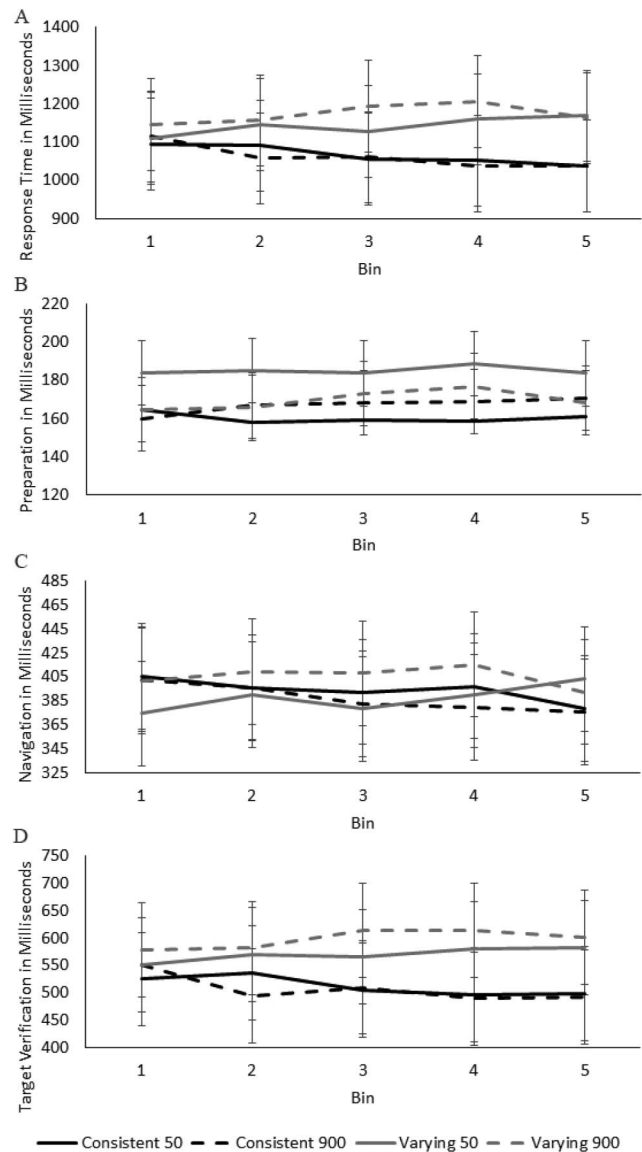 A
Response Time in Milliseconds
1400
1300
1200
1100
1000
900
1 2 3 4 5
Bin
B
Preparation in Milliseconds
220
200
180
160
140
120
1 2 3 4 5
Bin
C
Navigation in Milliseconds
485
465
445
425
405
385
365
345
325
1 2 3 4 5
Bin
D
Target Verification in Milliseconds
750
700
650
600
550
500
450
400
1 2 3 4 5
Bin
Consistent 50 Consistent 900 Varying 50 Varying 900